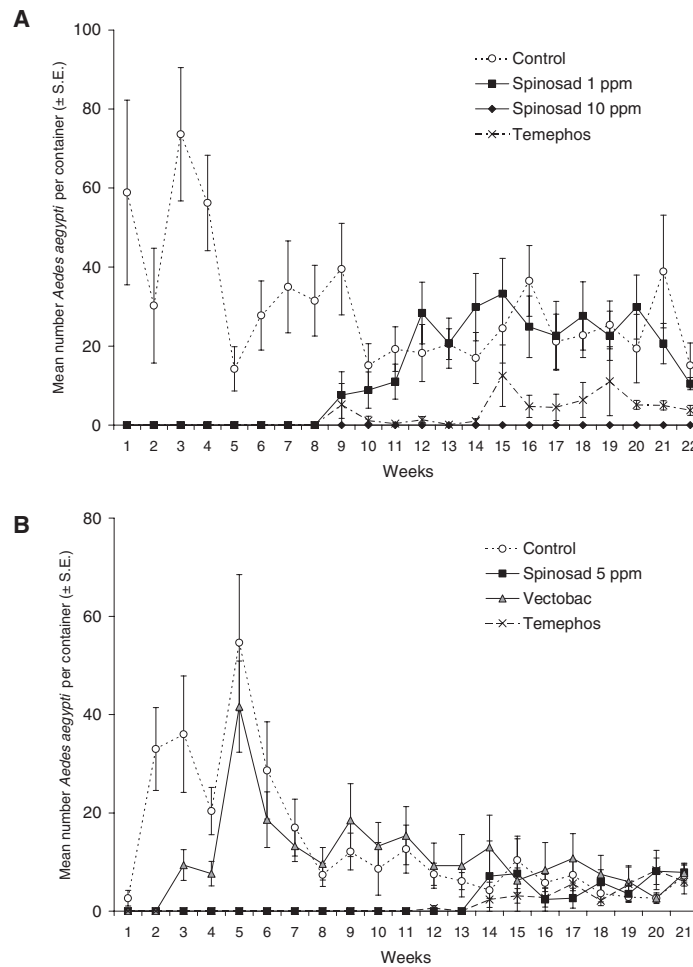 A
Mean number Aedes aegypti per container (± S.E.)
100
80
60
40
20
0
Control
Spinosad 1 ppm
Spinosad 10 ppm
Temephos
1 2 3 4 5 6 7 8 9 10 11 12 13 14 15 16 17 18 19 20 21 22
Weeks
B
Mean number Aedes aegypti per container (± S.E.)
80
60
40
20
0
Control
Spinosad 5 ppm
Vectobac
Temephos
1 2 3 4 5 6 7 8 9 10 11 12 13 14 15 16 17 18 19 20 21
Weeks